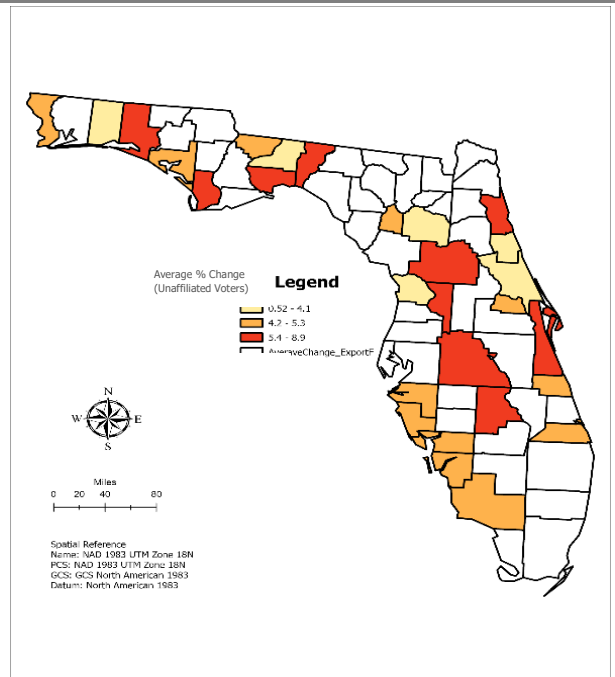 Average % Change
(Unaffiliated Voters)
Legend
0.52 - 4.1
4.2 - 5.3
5.4 - 8.9
AveraveChange_ExportF
N
W
E
S
Miles
0 20 40 80
Spatial Reference
Name: NAD 1983 UTM Zone 18N
PCS: NAD 1983 UTM Zone 18N
GCS: GCS North American 1983
Datum: North American 1983